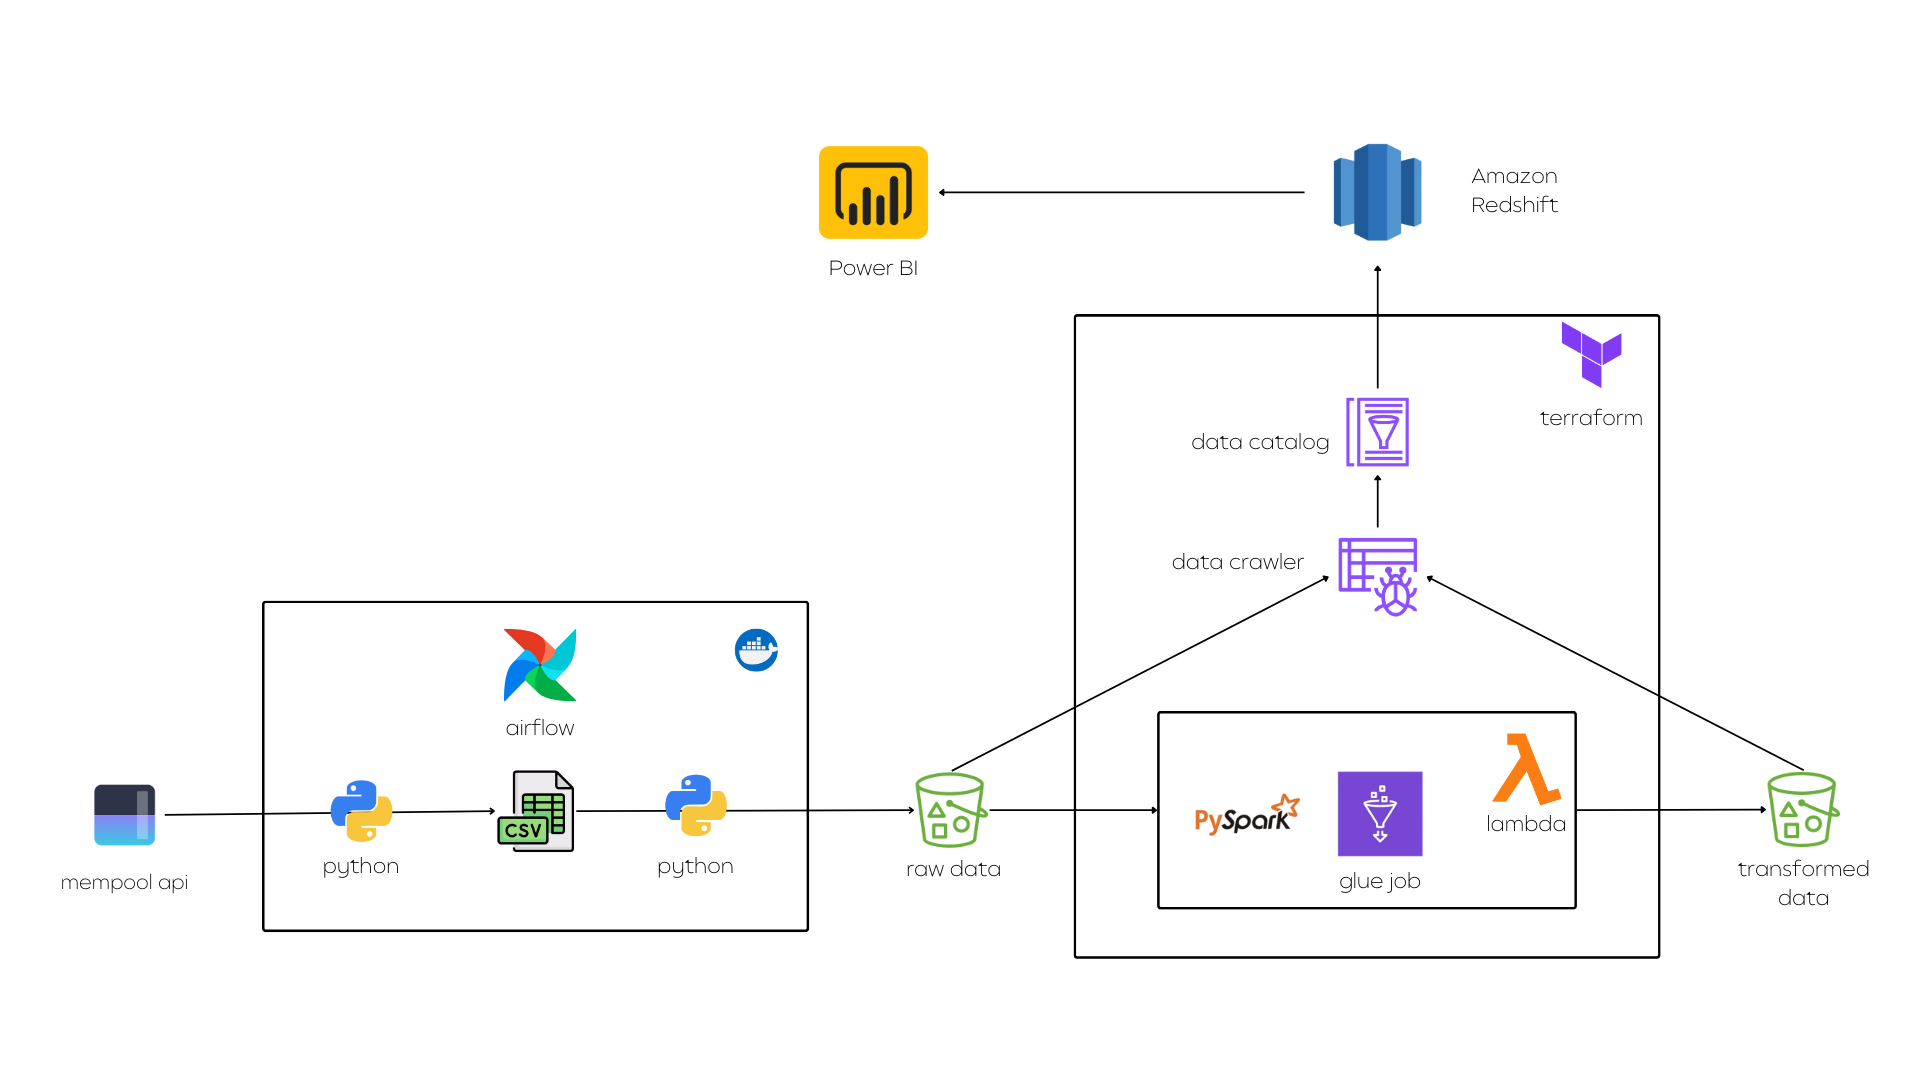 Amazon
Redshift
Power BI
terraform
data catalog
data crawler
airflow
CSV
PySpark
lambda
python
python
raw data
glue job
mempool api
transformed
data